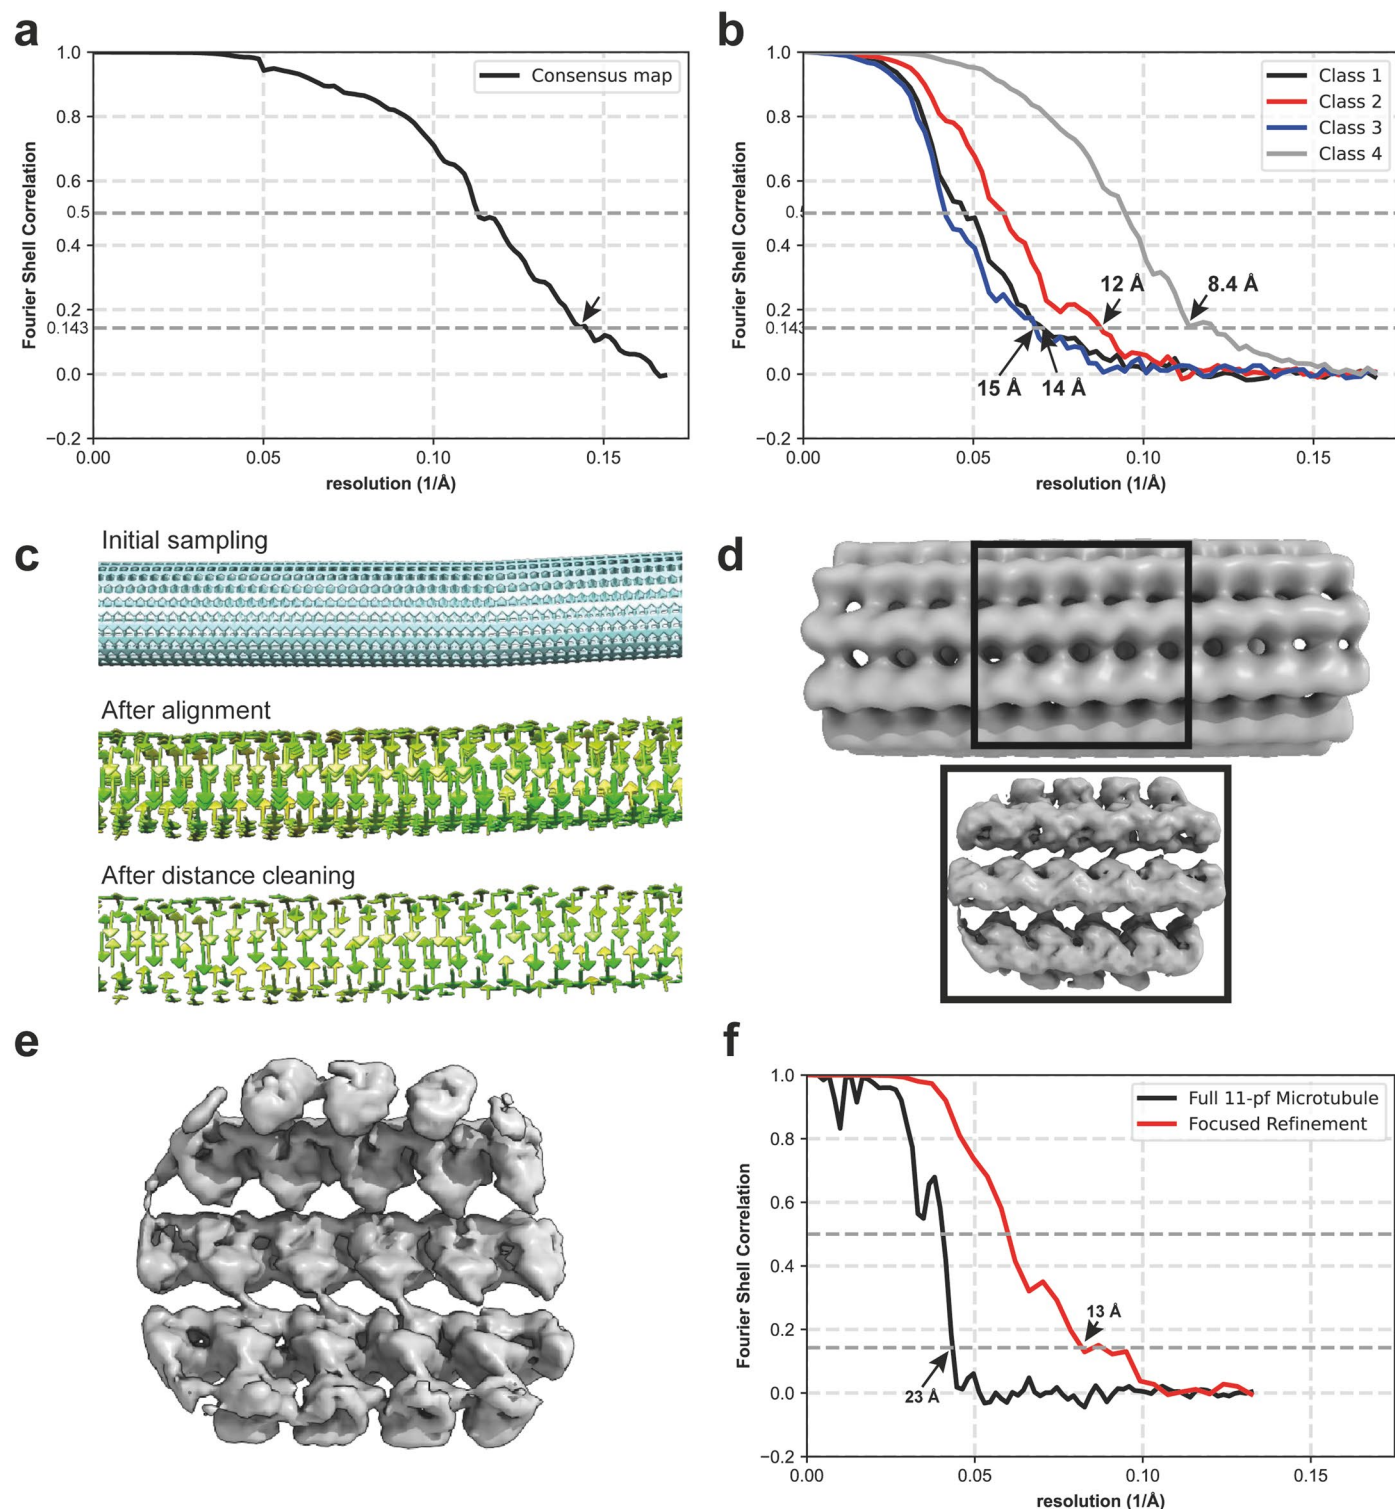 a
1.0
0.8
0.6
0.5
0.4
0.2
0.143
0.0
−0.2
Fourier Shell Correlation
Consensus map
0.00
0.05
0.10
0.15
resolution (1/Å)
b
1.0
0.8
0.6
0.4
0.2
0.143
0.0
−0.2
Fourier Shell Correlation
Class 1
Class 2
Class 3
Class 4
12 Å
8.4 Å
15 Å
14 Å
0.00
0.05
0.10
0.15
resolution (1/Å)
c
Initial sampling
After alignment
After distance cleaning
d
e
f
1.0
0.8
0.6
0.4
0.2
0.0
−0.2
Fourier Shell Correlation
Full 11-pf Microtubule
Focused Refinement
13 Å
23 Å
0.00
0.05
0.10
0.15
resolution (1/Å)